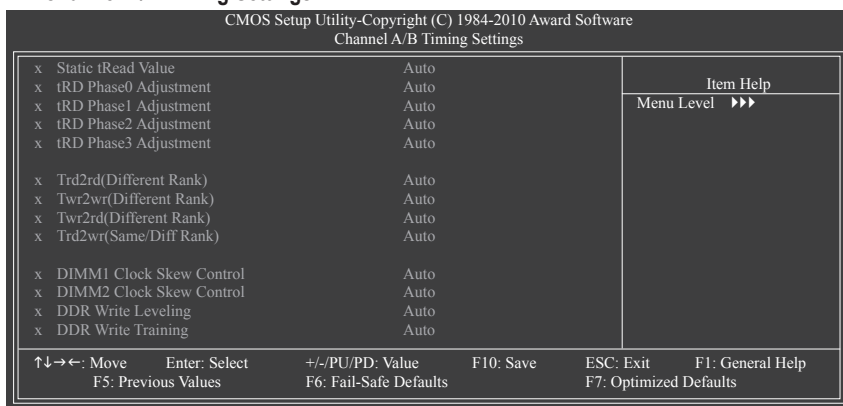 CMOS Setup Utility-Copyright (C) 1984-2010 Award Software
Channel A/B Timing Settings
x Static tRead Value Auto
x tRD Phase0 Adjustment Auto
x tRD Phase1 Adjustment Auto
x tRD Phase2 Adjustment Auto
x tRD Phase3 Adjustment Auto
x Trd2rd(Different Rank) Auto
x Twr2wr(Different Rank) Auto
x Twr2rd(Different Rank) Auto
x Trd2wr(Same/Diff Rank) Auto
x DIMM1 Clock Skew Control Auto
x DIMM2 Clock Skew Control Auto
x DDR Write Leveling Auto
x DDR Write Training Auto
Item Help
Menu Level ▶▶▶
↑↓→←: Move Enter: Select +/-/PU/PD: Value F10: Save ESC: Exit F1: General Help
F5: Previous Values F6: Fail-Safe Defaults F7: Optimized Defaults